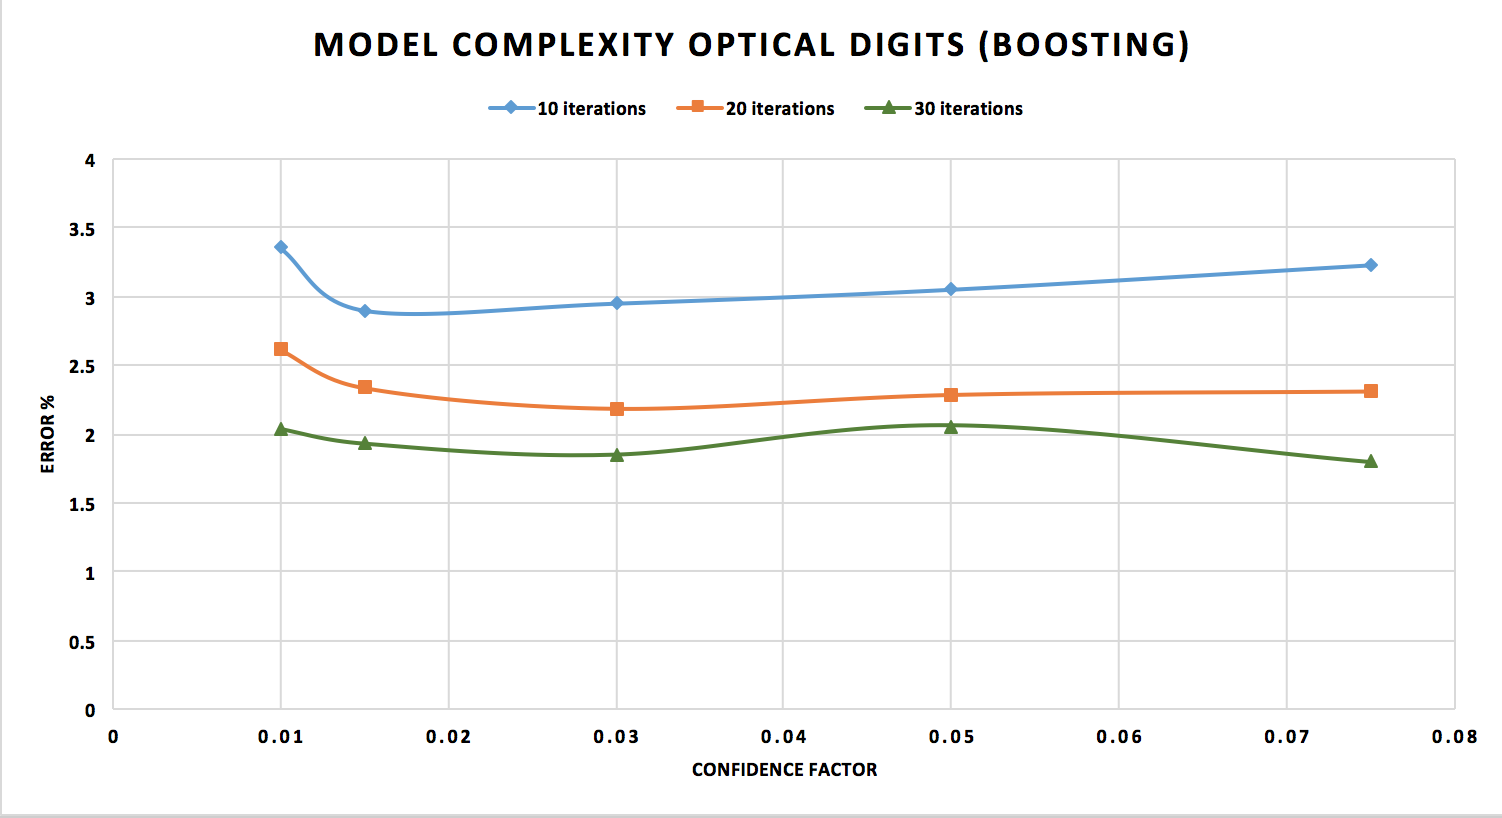 MODEL COMPLEXITY OPTICAL DIGITS (BOOSTING)
10 iterations 20 iterations 30 iterations
4
3.5
3
2.5
2
1.5
1
0.5
0
ERROR %
0 0.01 0.02 0.03 0.04 0.05 0.06 0.07 0.08
CONFIDENCE FACTOR